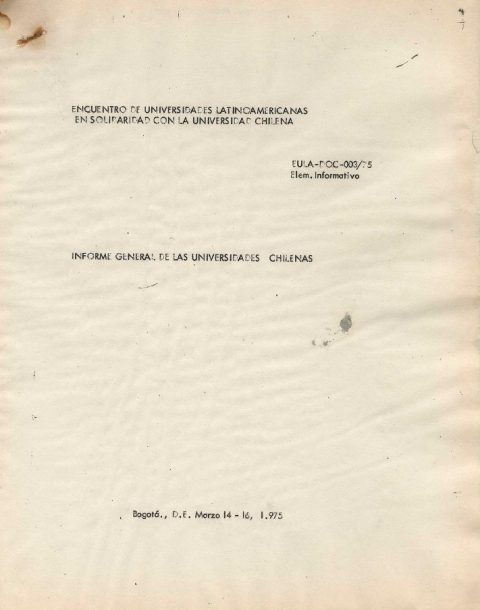 ENCUENTRO DE UNIVERSIDADES LATINOAMERICANAS
EN SOLIDARIDAD CON LA UNIVERSIDAD CHILENA
EULA-DOC-003/75
Elem. Informativo
INFORME GENERAL DE LAS UNIVERSIDADES CHILENAS
Bogotá., D.E. Marzo 14 - 16, 1.975